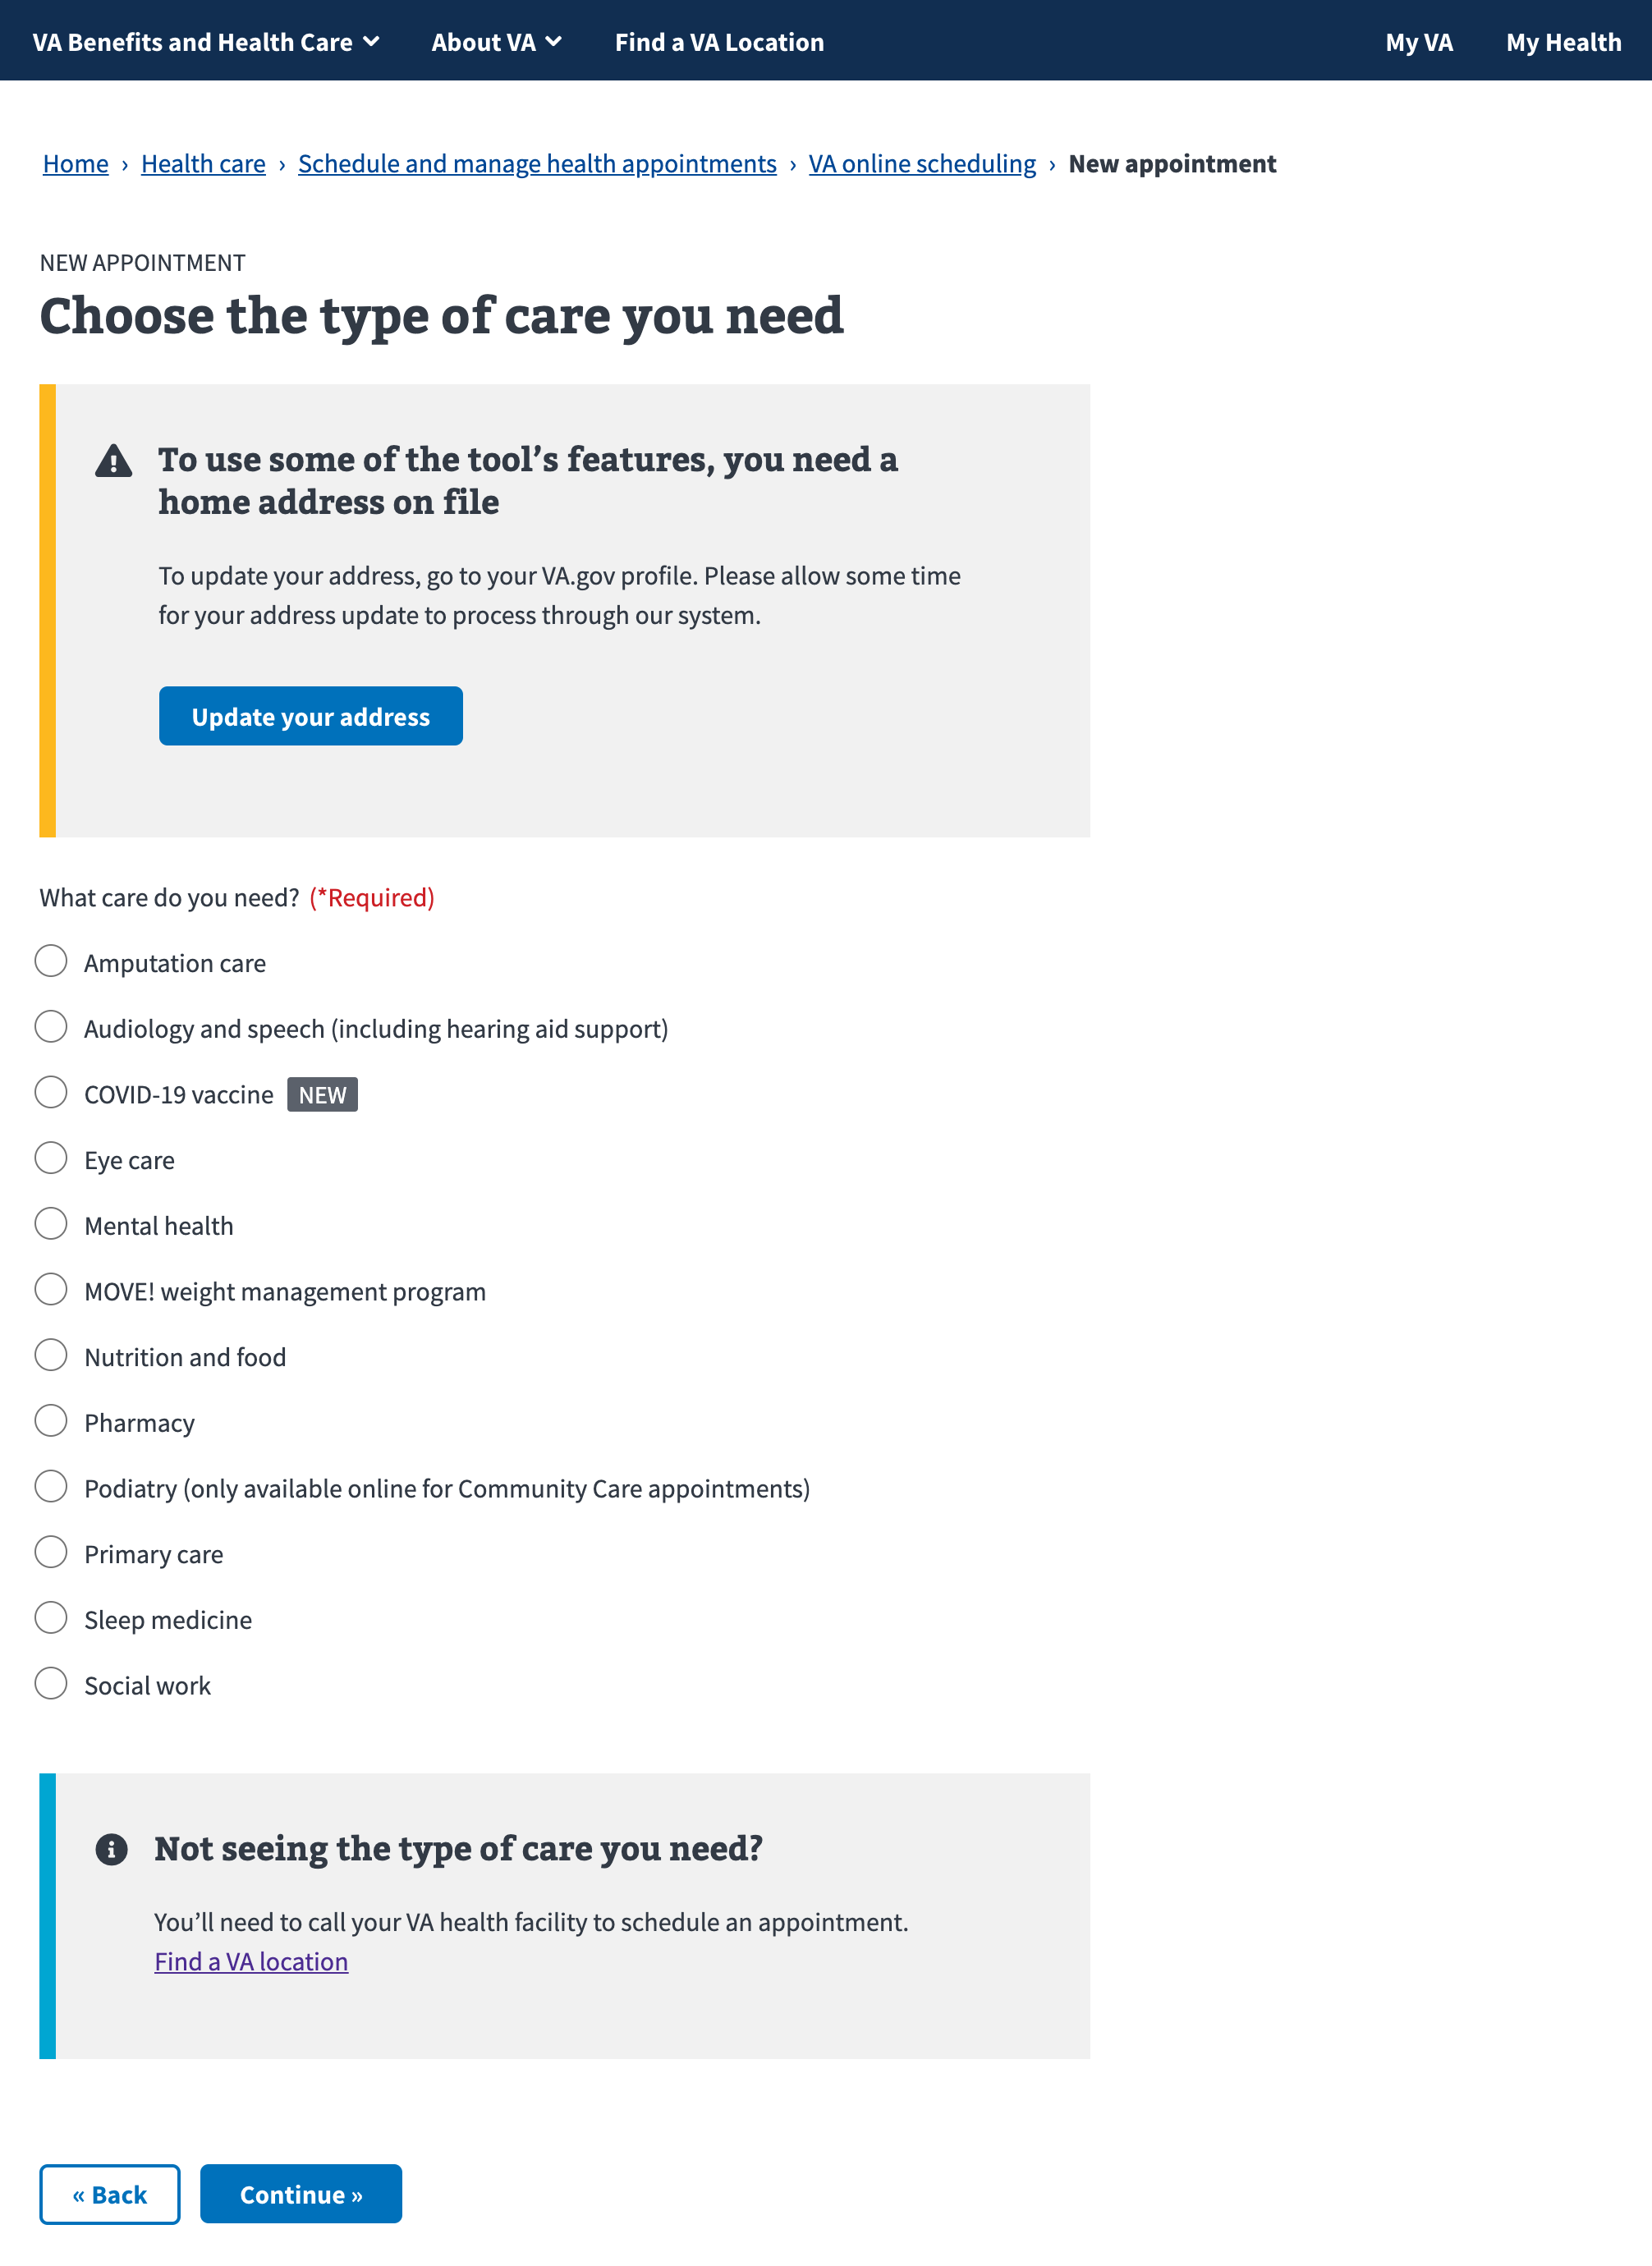 VA Benefits and Health Care About VA Find a VA Location My VA My Health
Home › Health care › Schedule and manage health appointments › VA online scheduling › New appointment
NEW APPOINTMENT
Choose the type of care you need
To use some of the tool’s features, you need a
home address on file
To update your address, go to your VA.gov profile. Please allow some time
for your address update to process through our system.
Update your address
What care do you need? (*Required)
Amputation care
Audiology and speech (including hearing aid support)
COVID-19 vaccine NEW
Eye care
Mental health
MOVE! weight management program
Nutrition and food
Pharmacy
Podiatry (only available online for Community Care appointments)
Primary care
Sleep medicine
Social work
Not seeing the type of care you need?
You’ll need to call your VA health facility to schedule an appointment.
Find a VA location
« Back Continue »